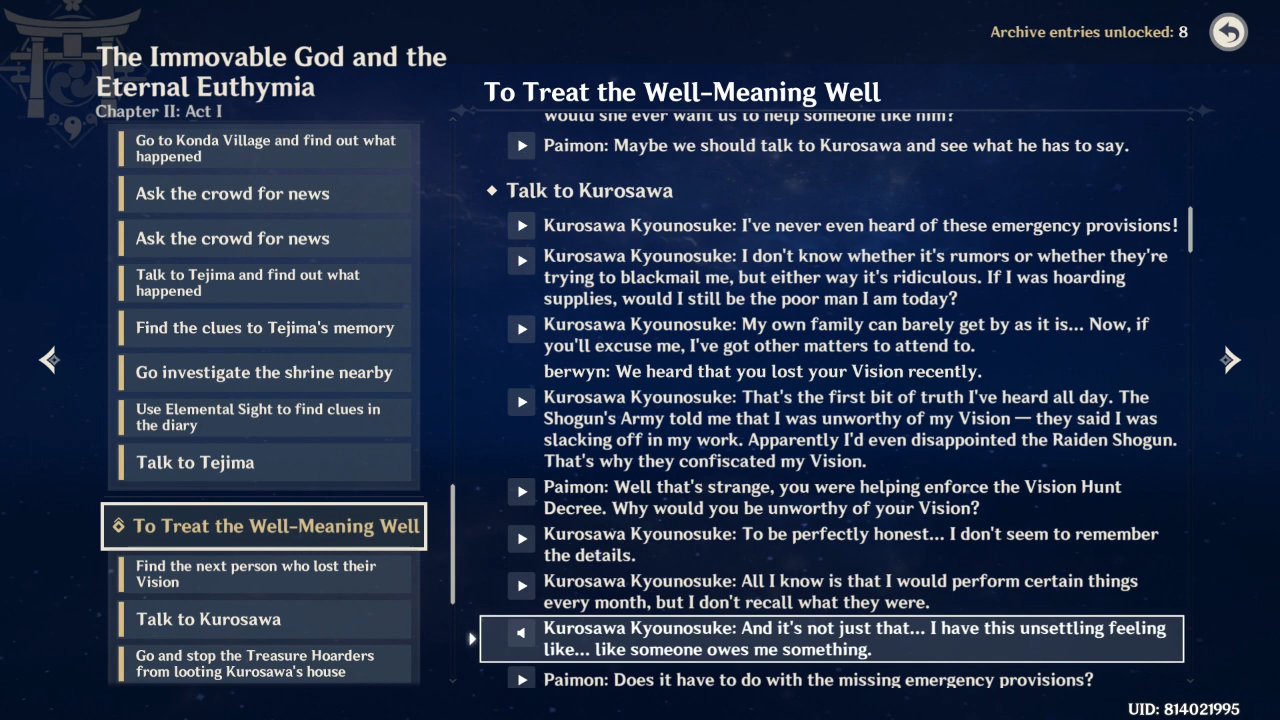 Archive entries unlocked: 8
The Immovable God and the
Eternal Euthymia
Chapter II: Act I
Go to Konda Village and find out what
happened
Ask the crowd for news
Ask the crowd for news
Talk to Tejima and find out what
happened
Find the clues to Tejima's memory
Go investigate the shrine nearby
Use Elemental Sight to find clues in
the diary
Talk to Tejima
To Treat the Well-Meaning Well
Find the next person who lost their
Vision
Talk to Kurosawa
Go and stop the Treasure Hoarders
from looting Kurosawa's house
To Treat the Well-Meaning Well
would she ever want us to help someone like him?
Paimon: Maybe we should talk to Kurosawa and see what he has to say.
Talk to Kurosawa
Kurosawa Kyounosuke: I've never even heard of these emergency provisions!
Kurosawa Kyounosuke: I don't know whether it's rumors or whether they're
trying to blackmail me, but either way it's ridiculous. If I was hoarding
supplies, would I still be the poor man I am today?
Kurosawa Kyounosuke: My own family can barely get by as it is... Now, if
you'll excuse me, I've got other matters to attend to.
berwyn: We heard that you lost your Vision recently.
Kurosawa Kyounosuke: That's the first bit of truth I've heard all day. The
Shogun's Army told me that I was unworthy of my Vision — they said I was
slacking off in my work. Apparently I'd even disappointed the Raiden Shogun.
That's why they confiscated my Vision.
Paimon: Well that's strange, you were helping enforce the Vision Hunt
Decree. Why would you be unworthy of your Vision?
Kurosawa Kyounosuke: To be perfectly honest... I don't seem to remember
the details.
Kurosawa Kyounosuke: All I know is that I would perform certain things
every month, but I don't recall what they were.
Kurosawa Kyounosuke: And it's not just that... I have this unsettling feeling
like... like someone owes me something.
Paimon: Does it have to do with the missing emergency provisions?
UID: 814021995